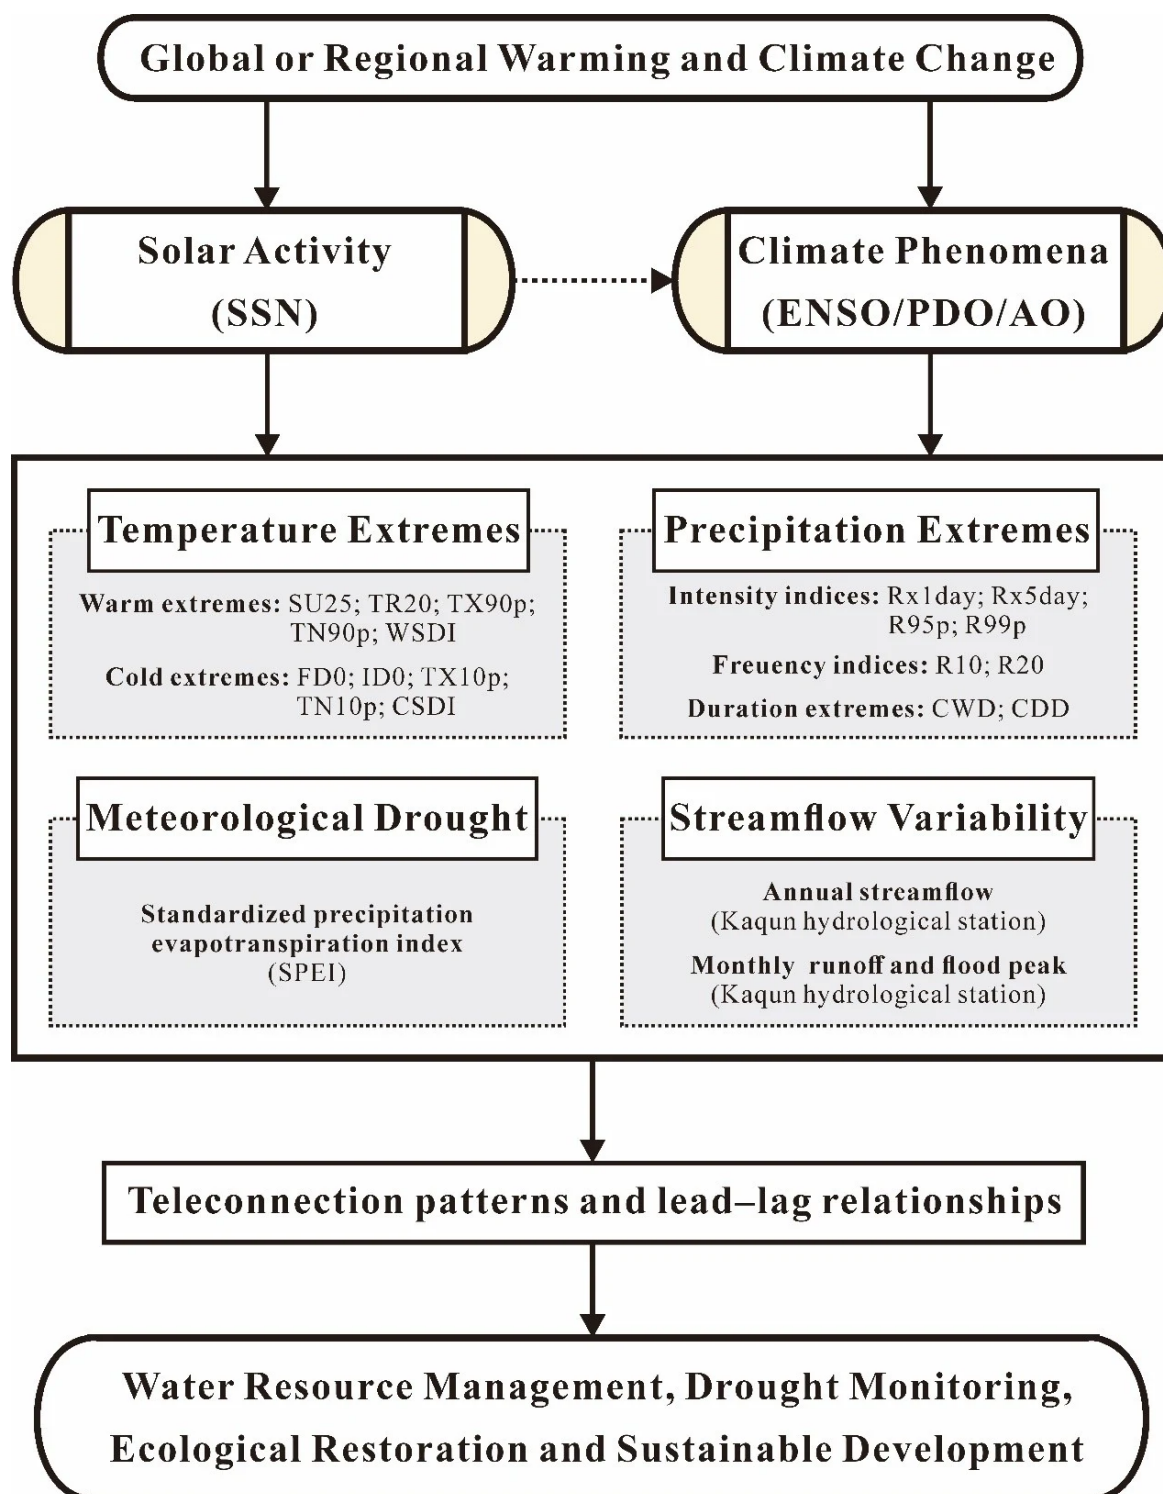 Global or Regional Warming and Climate Change
Solar Activity
(SSN)
Climate Phenomena
(ENSO/PDO/AO)
Temperature Extremes
Warm extremes: SU25; TR20; TX90p;
TN90p; WSDI
Cold extremes: FD0; ID0; TX10p;
TN10p; CSDI
Precipitation Extremes
Intensity indices: Rx1day; Rx5day;
R95p; R99p
Freuency indices: R10; R20
Duration extremes: CWD; CDD
Meteorological Drought
Standardized precipitation
evapotranspiration index
(SPEI)
Streamflow Variability
Annual streamflow
(Kaqun hydrological station)
Monthly runoff and flood peak
(Kaqun hydrological station)
Teleconnection patterns and lead–lag relationships
Water Resource Management, Drought Monitoring,
Ecological Restoration and Sustainable Development